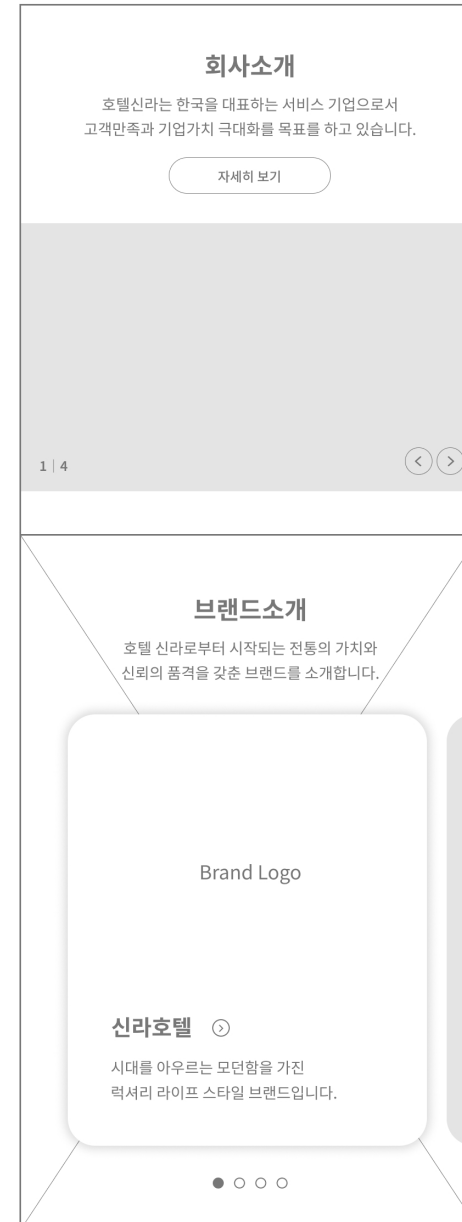 회사소개
호텔신라는 한국을 대표하는 서비스 기업으로서
고객만족과 기업가치 극대화를 목표를 하고 있습니다.
자세히 보기
1 | 4
브랜드소개
호텔 신라로부터 시작되는 전통의 가치와
신뢰의 품격을 갖춘 브랜드를 소개합니다.
Brand Logo
신라호텔
시대를 아우르는 모던함을 가진
럭셔리 라이프 스타일 브랜드입니다.